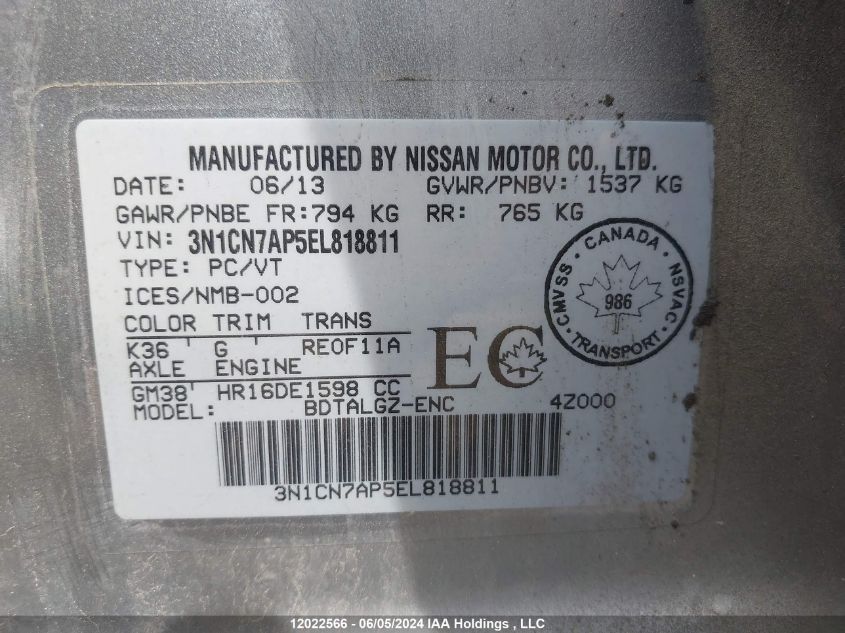 MANUFACTURED BY NISSAN MOTOR CO., LTD.
DATE: 06/13 GVWR/PNBV: 1537 KG
GAWR/PNBE FR:794 KG RR: 765 KG
VIN: 3N1CN7AP5EL818811
TYPE: PC/VT
ICES/NMB-002
COLOR TRIM TRANS
K36 ' G ' RE0F11A
AXLE ENGINE
GM38' HR16DE1598 CC
MODEL: BDTALGZ-ENC 4Z000
EC
CANADA
CMVSS
NSVAC
986
TRANSPORT
3N1CN7AP5EL818811
12022566 - 06/05/2024 IAA Holdings , LLC